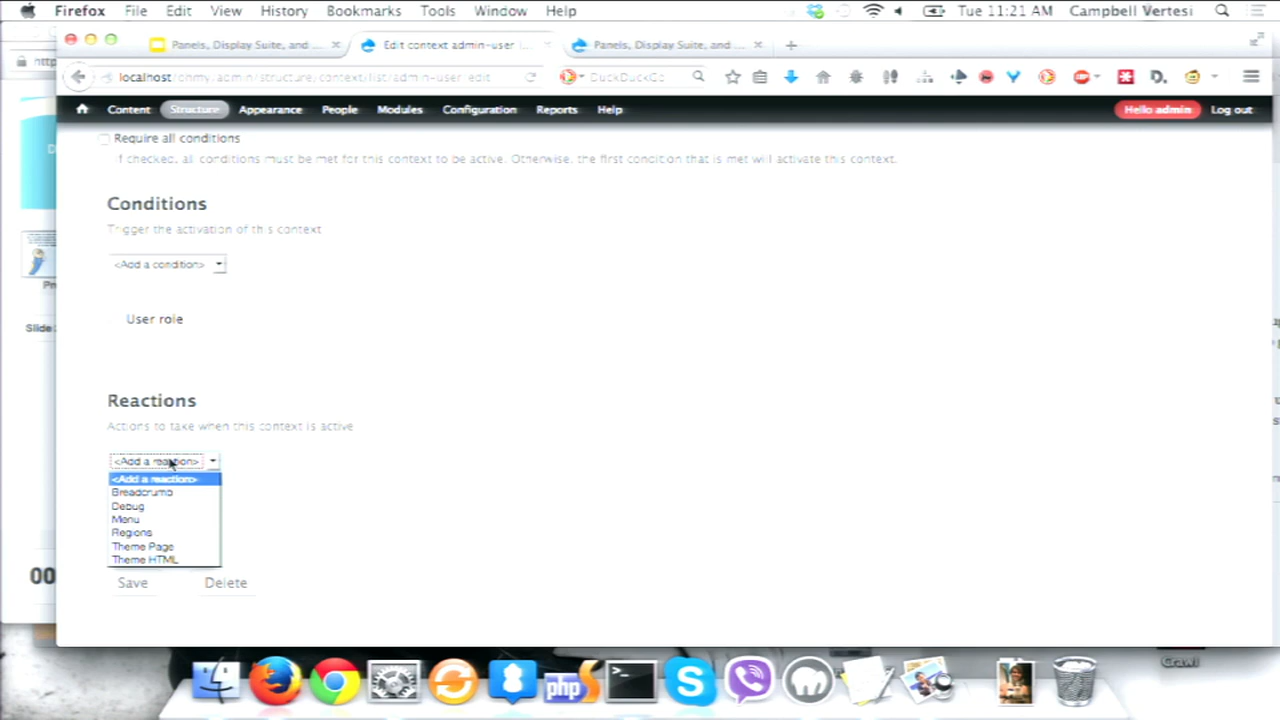 Firefox File Edit View History Bookmarks Tools Window Help Tue 11:21 AM Campbell Vertesi
Panels, Display Suite, and ... Edit context admin-user Panels, Display Suite, and ...
localhost DuckDuckGo
Content Structure Appearance People Modules Configuration Reports Help Hello admin Log out
Require all conditions
If checked, all conditions must be met for this context to be active. Otherwise, the first condition that is met will activate this context.
Conditions
Trigger the activation of this context
<Add a condition>
User role
Reactions
Actions to take when this context is active
<Add a reaction>
<Add a reaction>
Breadcrumb
Debug
Menu
Regions
Theme Page
Theme HTML
Save Delete
Slide
00
php
Crawl